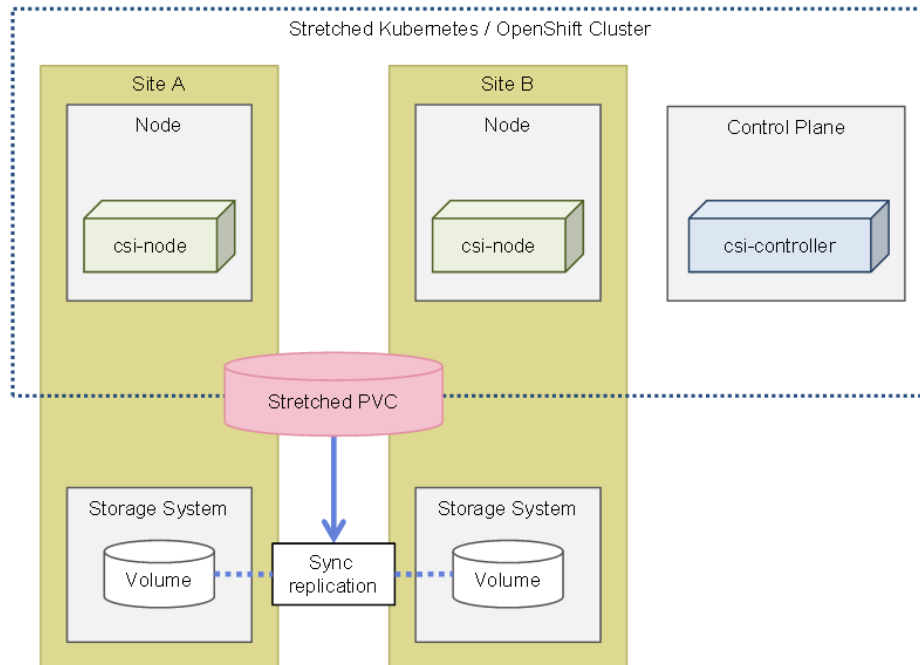 Stretched Kubernetes / OpenShift Cluster
Site A
Site B
Node
Node
Control Plane
csi-node
csi-node
csi-controller
Stretched PVC
Storage System
Storage System
Volume
Sync
replication
Volume